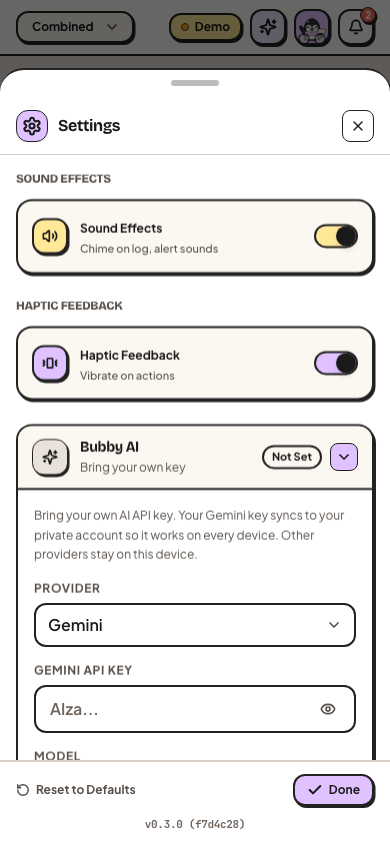 Combined
Demo
2
Settings
SOUND EFFECTS
Sound Effects
Chime on log, alert sounds
HAPTIC FEEDBACK
Haptic Feedback
Vibrate on actions
Bubby AI
Bring your own key
Not Set
Bring your own AI API key. Your Gemini key syncs to your
private account so it works on every device. Other
providers stay on this device.
PROVIDER
Gemini
GEMINI API KEY
AIza...
MODEL
Reset to Defaults
Done
v0.3.0 (f7d4c28)